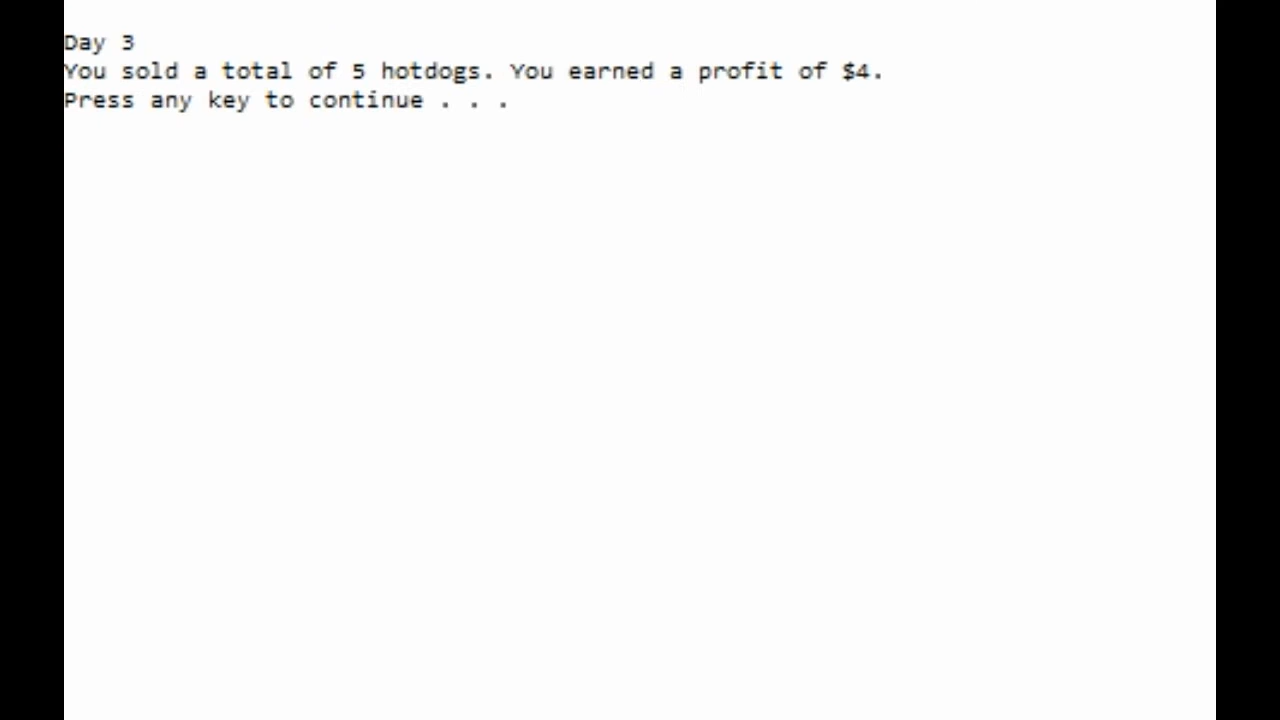 Day 3
You sold a total of 5 hotdogs. You earned a profit of $4.
Press any key to continue . . .